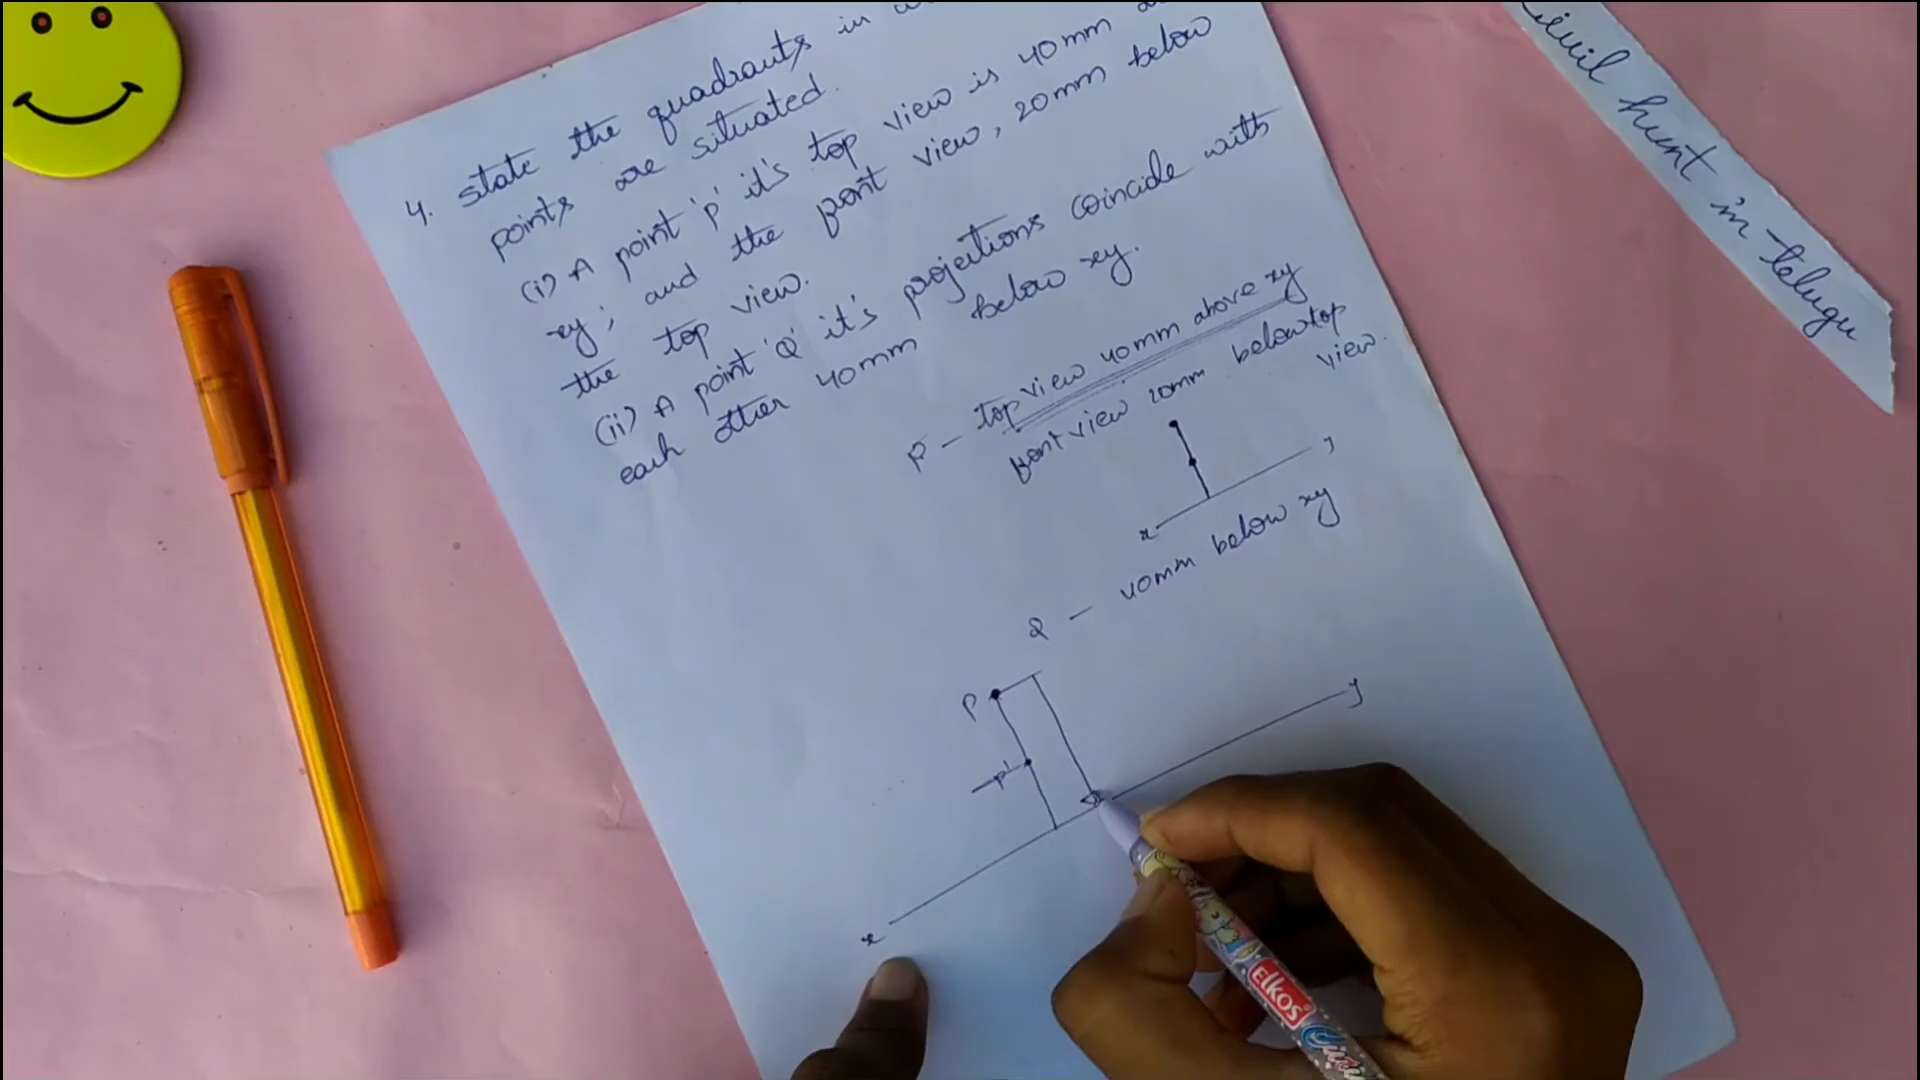 4. state the quadrants in
points are situated.
(i) A point 'p' it's top view is 40mm
xy; and the front view, 20mm below
the top view.
(ii) A point 'Q' it's projections coincide with
each other 40mm below xy.
P - top view 40mm above xy
front view 20mm below top
view.
x y
Q - 40mm below xy
P
p'
x y
civil hunt in telugu
ELKOS